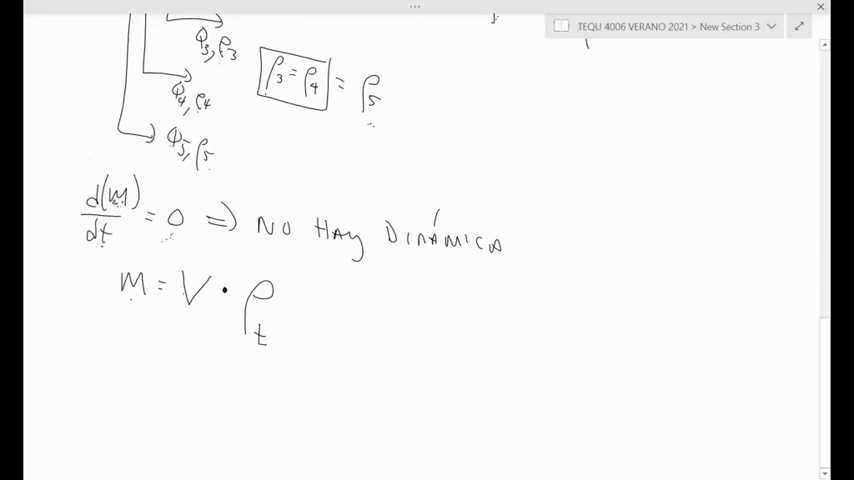 TEQU 4006 VERANO 2021 > New Section 3
Φ3, ρ3
ρ3 = ρ4 = ρ5
Φ4, ρ4
Φ5, ρ5
d(M)/dt = 0 ⇒ NO HAY DINÁMICA
M = V · ρt